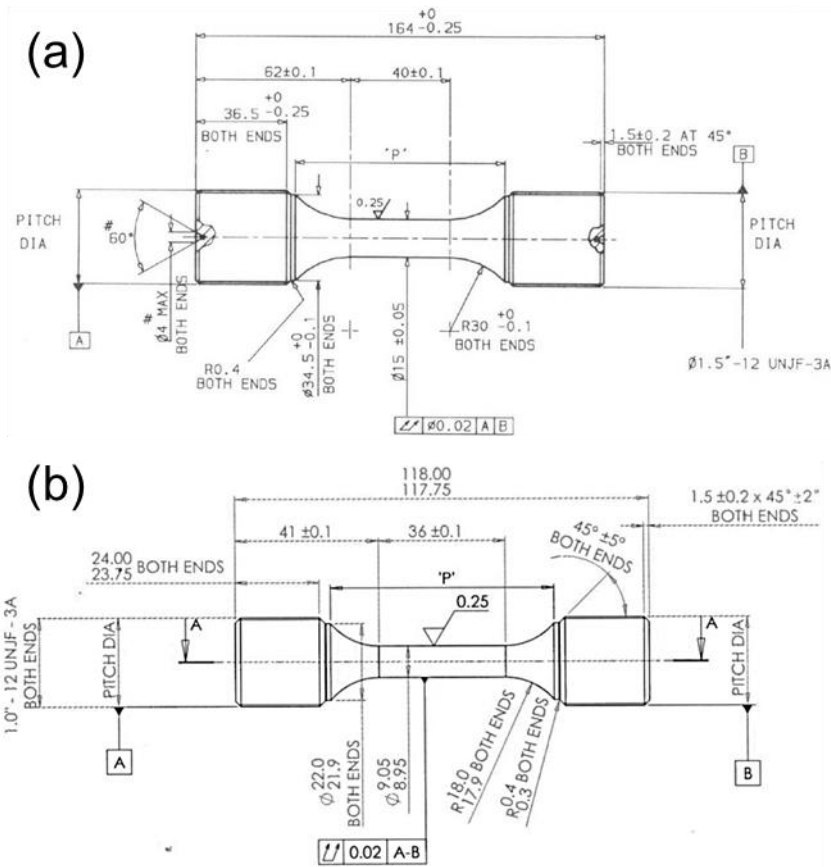 (a)
+0
164 -0.25
62±0.1
40±0.1
+0
36.5 -0.25
BOTH ENDS
1.5±0.2 AT 45°
BOTH ENDS
'P'
B
0.25
PITCH
DIA
#
60°
PITCH
DIA
#
Ø4 MAX
BOTH ENDS
A
R0.4
BOTH ENDS
+0
Ø34.5 -0.1
BOTH ENDS
Ø15 ±0.05
+0
R30 -0.1
BOTH ENDS
Ø1.5"-12 UNJF-3A
Ø0.02 A B
(b)
118.00
117.75
1.5 ±0.2 x 45°±2°
BOTH ENDS
41 ±0.1
36 ±0.1
45° ±5°
BOTH ENDS
24.00
23.75
BOTH ENDS
'P'
0.25
1.0" - 12 UNJF - 3A
BOTH ENDS
PITCH DIA
A
A
PITCH DIA
Ø 22.0
21.9
BOTH ENDS
Ø 9.05
8.95
R 18.0
17.9 BOTH ENDS
R 0.4
0.3 BOTH ENDS
A
B
0.02 A-B